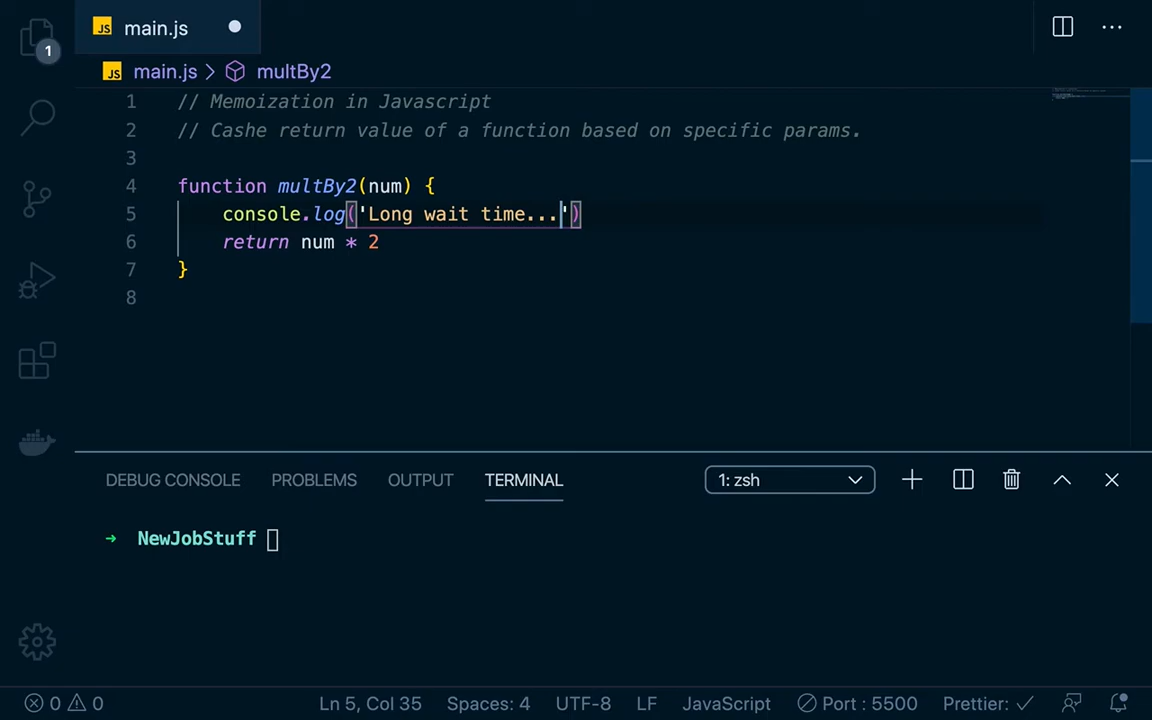 JS main.js
1
JS main.js > multBy2
1 // Memoization in Javascript
2 // Cashe return value of a function based on specific params.
3
4 function multBy2(num) {
5 console.log('Long wait time...')
6 return num * 2
7 }
8
DEBUG CONSOLE PROBLEMS OUTPUT TERMINAL 1: zsh
→ NewJobStuff
0 0 Ln 5, Col 35 Spaces: 4 UTF-8 LF JavaScript Port : 5500 Prettier: ✓